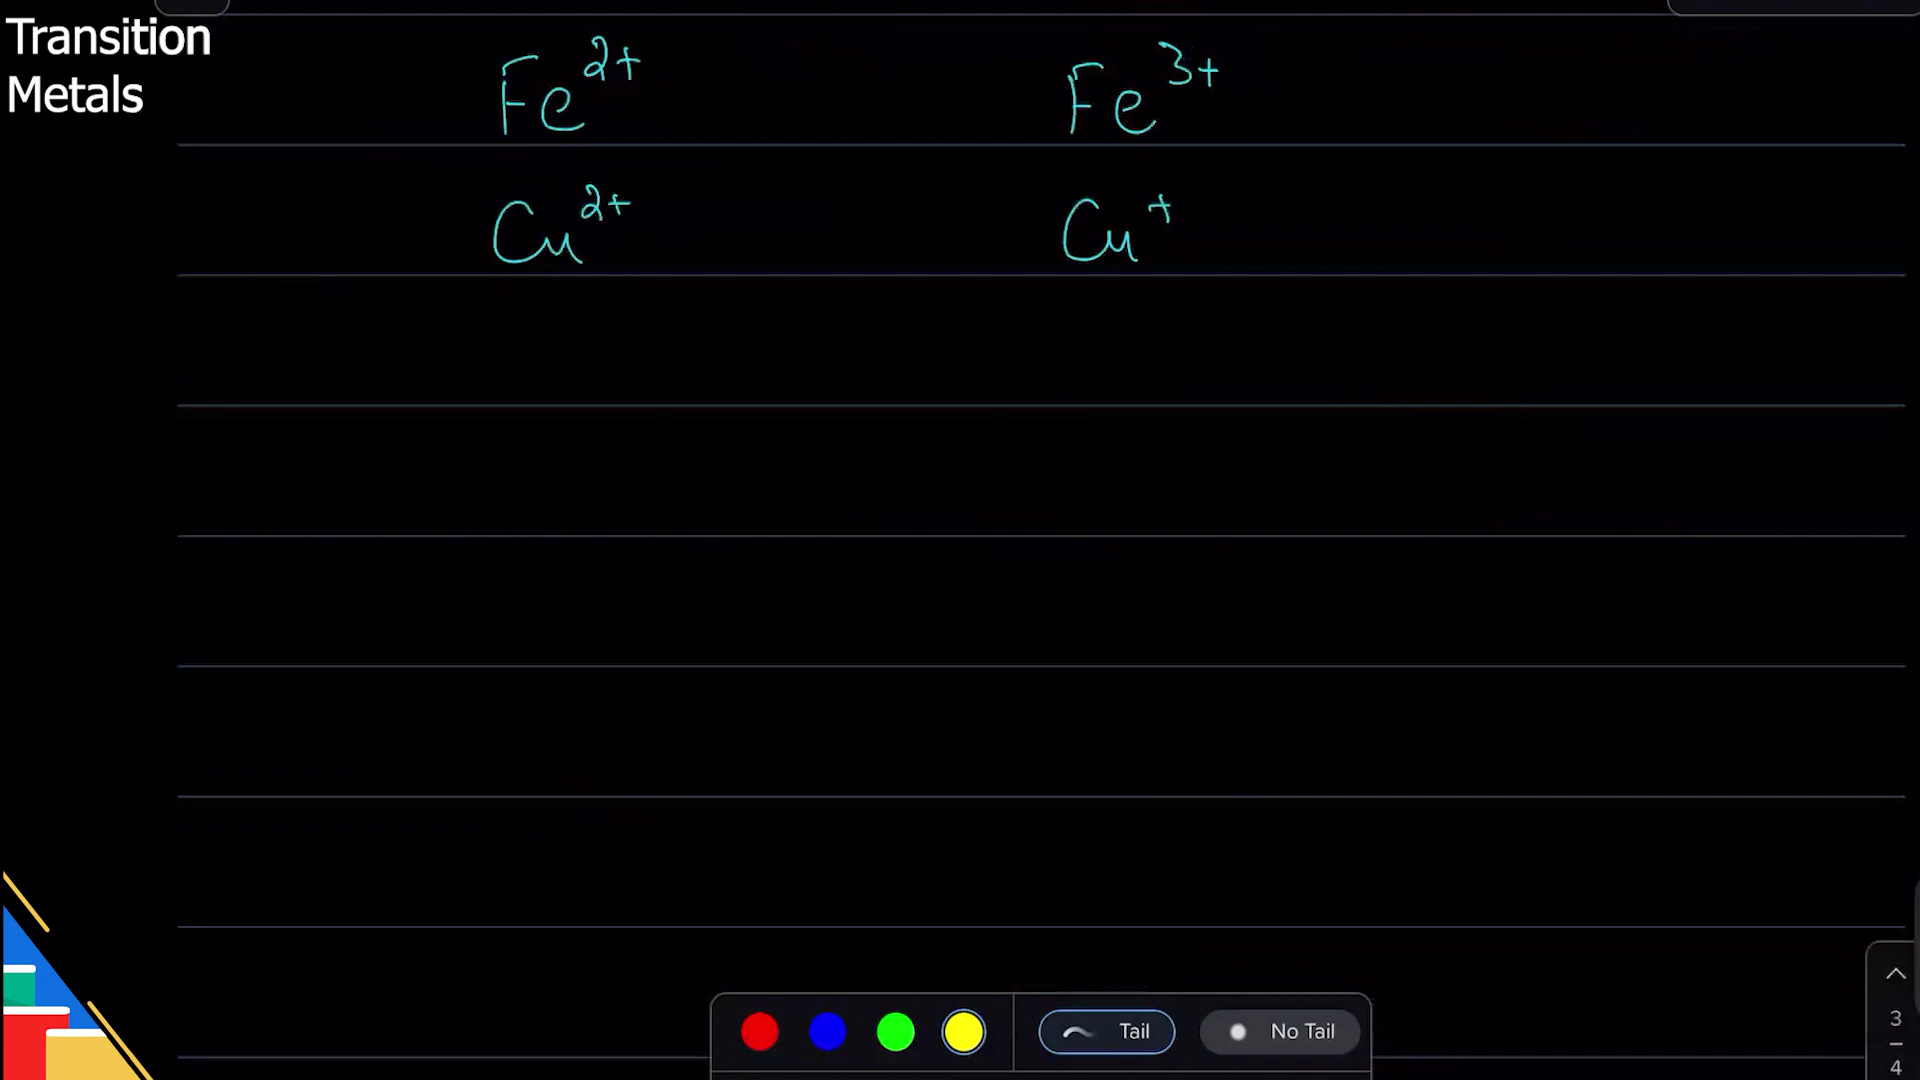 Transition
Metals
Fe²⁺ Fe³⁺
Cu²⁺ Cu⁺
Tail No Tail
3
4